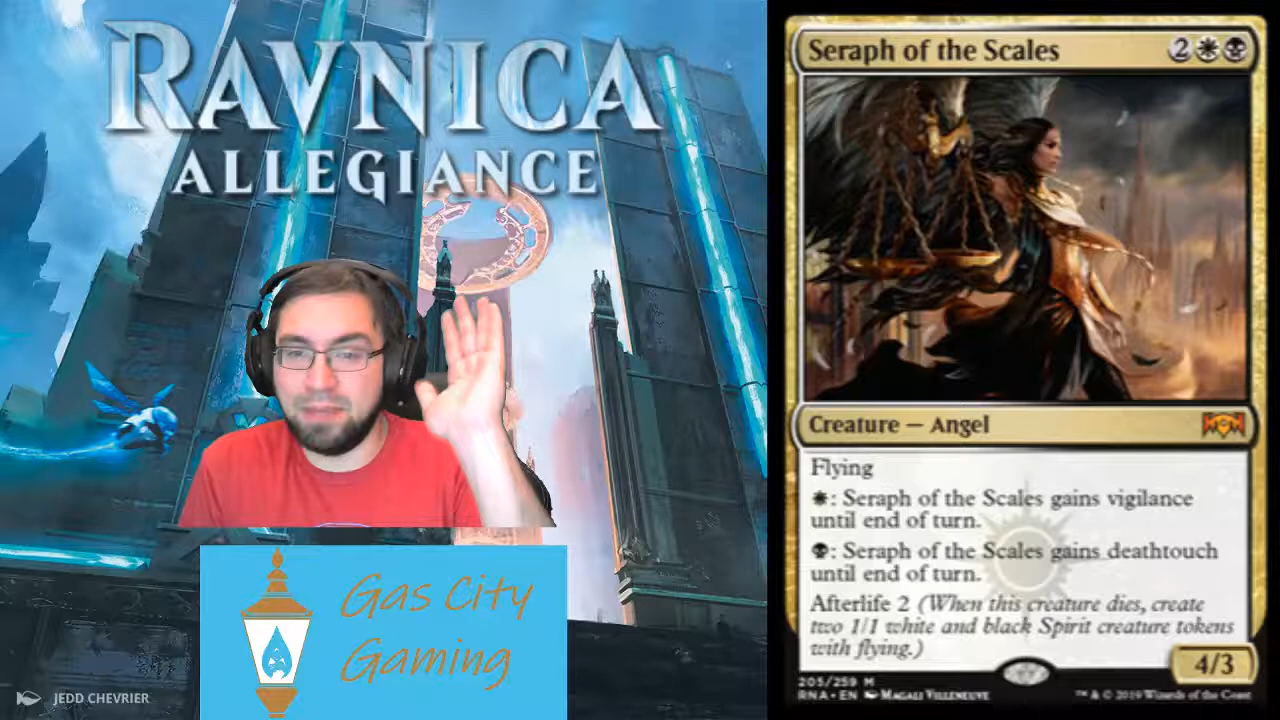 RAVNICA
ALLEGIANCE
Gas City
Gaming
JEDD CHEVRIER
Seraph of the Scales 2
Creature — Angel
Flying
: Seraph of the Scales gains vigilance
until end of turn.
: Seraph of the Scales gains deathtouch
until end of turn.
Afterlife 2 (When this creature dies, create
two 1/1 white and black Spirit creature tokens
with flying.)
4/3
205/259 M
RNA • EN MAGALI VILLENEUVE
™ & © 2019 Wizards of the Coast